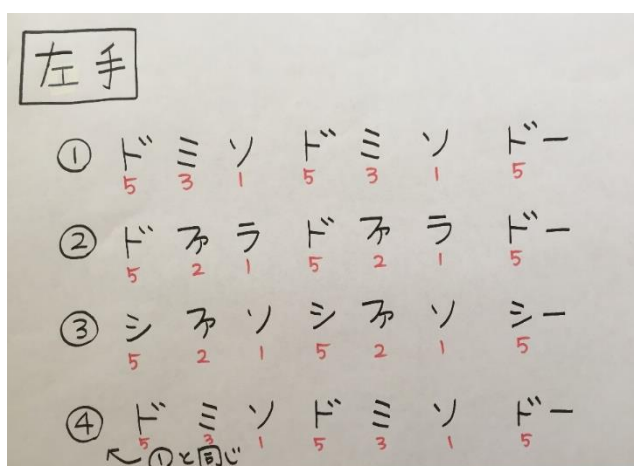 左手
① ド ミ ソ ド ミ ソ ドー
5 3 1 5 3 1 5
② ド ファ ラ ド ファ ラ ドー
5 2 1 5 2 1 5
③ シ ファ ソ シ ファ ソ シー
5 2 1 5 2 1 5
④ ド ミ ソ ド ミ ソ ドー
5 3 1 5 3 1 5
↖①と同じ